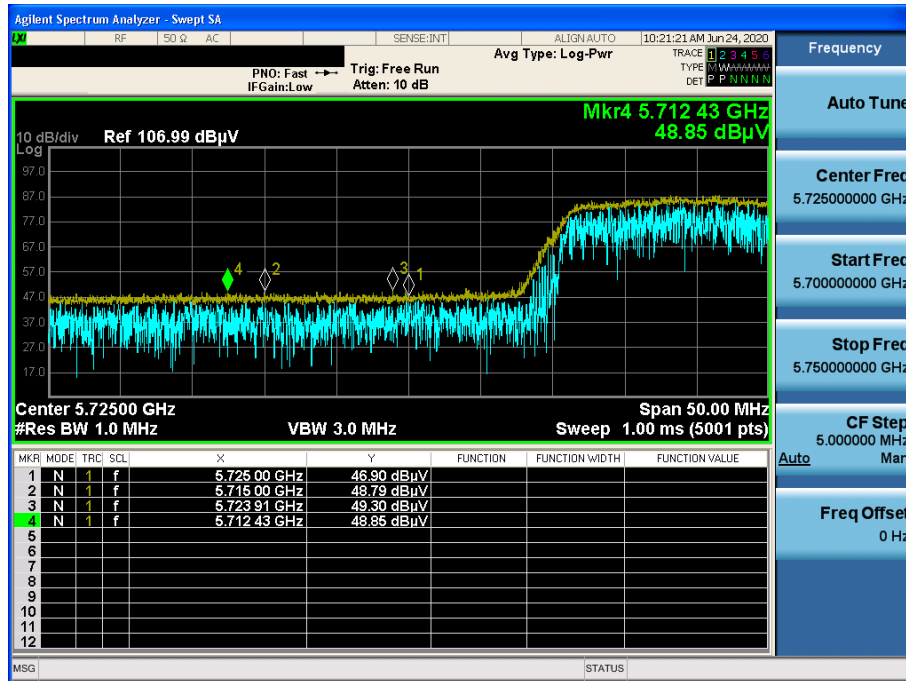 Agilent Spectrum Analyzer - Swept SA
LXI RF 50 Ω AC SENSE:INT ALIGN AUTO 10:21:21 AM Jun 24, 2020
PNO: Fast Trig: Free Run Avg Type: Log-Pwr TRACE 1 2 3 4 5 6
IFGain:Low Atten: 10 dB TYPE M W W W W W
DET P P N N N N
Mkr4 5.712 43 GHz
48.85 dBµV
10 dB/div Ref 106.99 dBµV
Log
97.0
87.0
77.0
67.0
57.0
47.0
37.0
27.0
17.0
4 2 3 1
Center 5.72500 GHz Span 50.00 MHz
#Res BW 1.0 MHz VBW 3.0 MHz Sweep 1.00 ms (5001 pts)
MKR MODE TRC SCL X Y FUNCTION FUNCTION WIDTH FUNCTION VALUE
1 N 1 f 5.725 00 GHz 46.90 dBµV
2 N 1 f 5.715 00 GHz 48.79 dBµV
3 N 1 f 5.723 91 GHz 49.30 dBµV
4 N 1 f 5.712 43 GHz 48.85 dBµV
5
6
7
8
9
10
11
12
MSG STATUS
Frequency
Auto Tune
Center Freq
5.725000000 GHz
Start Freq
5.700000000 GHz
Stop Freq
5.750000000 GHz
CF Step
5.000000 MHz
Auto Man
Freq Offset
0 Hz